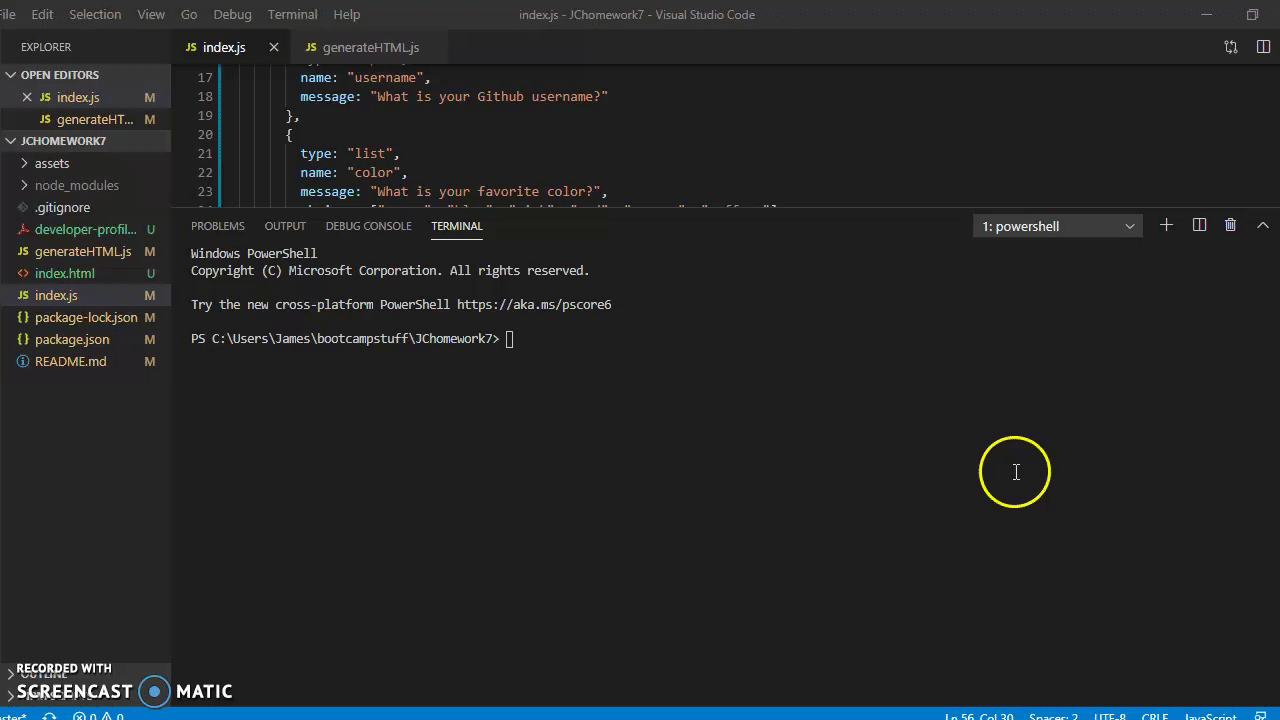 File Edit Selection View Go Debug Terminal Help
index.js - JChomework7 - Visual Studio Code
EXPLORER
OPEN EDITORS
JS index.js M
JS generateHT... M
JCHOMEWORK7
assets
node_modules
.gitignore
developer-profil... U
generateHTML.js M
<> index.html U
index.js M
{} package-lock.json M
{} package.json M
README.md M
JS index.js
JS generateHTML.js
17 name: "username",
18 message: "What is your Github username?"
19 },
20 {
21 type: "list",
22 name: "color",
23 message: "What is your favorite color?",
PROBLEMS OUTPUT DEBUG CONSOLE TERMINAL
1: powershell
Windows PowerShell
Copyright (C) Microsoft Corporation. All rights reserved.
Try the new cross-platform PowerShell https://aka.ms/pscore6
PS C:\Users\James\bootcampstuff\JChomework7>
RECORDED WITH
SCREENCAST MATIC
0 0
Ln 56, Col 30 Spaces: 2 UTF-8 CRLF JavaScript